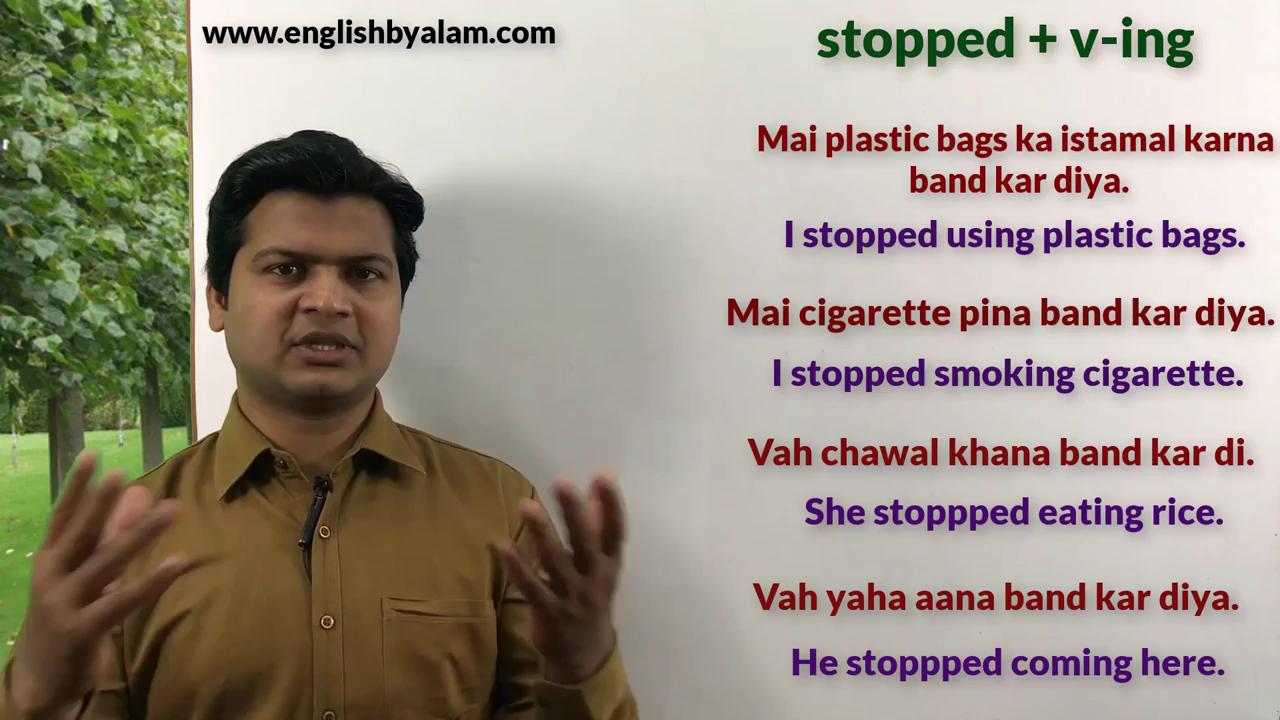 www.englishbyalam.com
stopped + v-ing
Mai plastic bags ka istamal karna
band kar diya.
I stopped using plastic bags.
Mai cigarette pina band kar diya.
I stopped smoking cigarette.
Vah chawal khana band kar di.
She stoppped eating rice.
Vah yaha aana band kar diya.
He stoppped coming here.